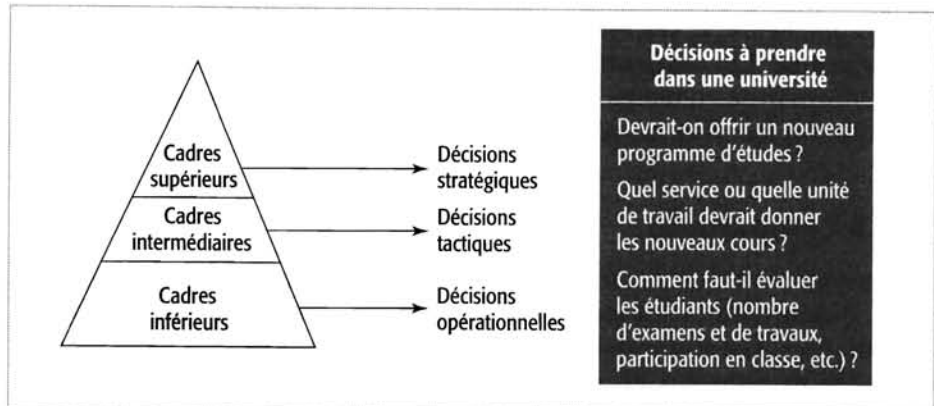 Cadres
supérieurs
Cadres
intermédiaires
Cadres
inférieurs
Décisions
stratégiques
Décisions
tactiques
Décisions
opérationnelles
Décisions à prendre
dans une université
Devrait-on offrir un nouveau
programme d'études ?
Quel service ou quelle unité
de travail devrait donner
les nouveaux cours ?
Comment faut-il évaluer
les étudiants (nombre
d'examens et de travaux,
participation en classe, etc.) ?